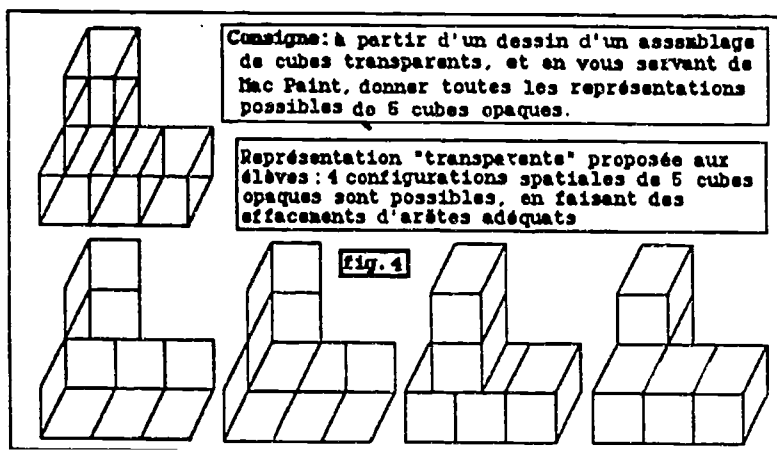 Consigne: à partir d'un dessin d'un assemblage
de cubes transparents, et en vous servant de
Mac Paint, donner toutes les représentations
possibles de 5 cubes opaques.
Représentation "transparente" proposée aux
élèves : 4 configurations spatiales de 5 cubes
opaques sont possibles, en faisant des
effacements d'arêtes adéquats
fig. 4